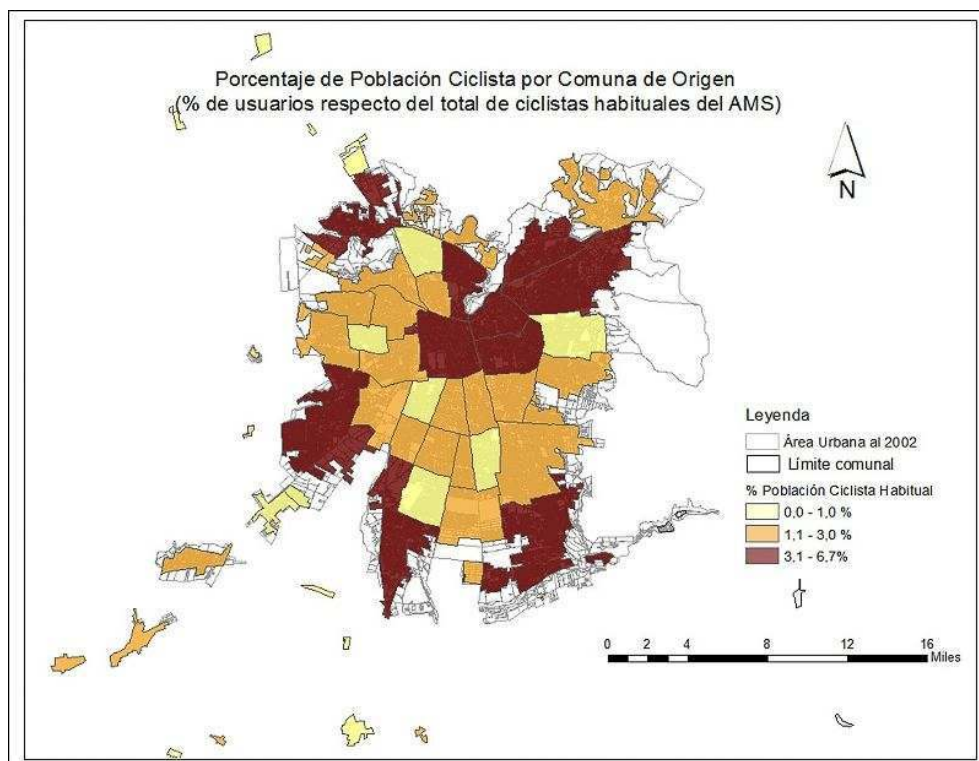 Porcentaje de Población Ciclista por Comuna de Origen
(% de usuarios respecto del total de ciclistas habituales del AMS)
N
Leyenda
Área Urbana al 2002
Límite comunal
% Población Ciclista Habitual
0,0 - 1,0 %
1,1 - 3,0 %
3,1 - 6,7%
0 2 4 8 12 16
Miles